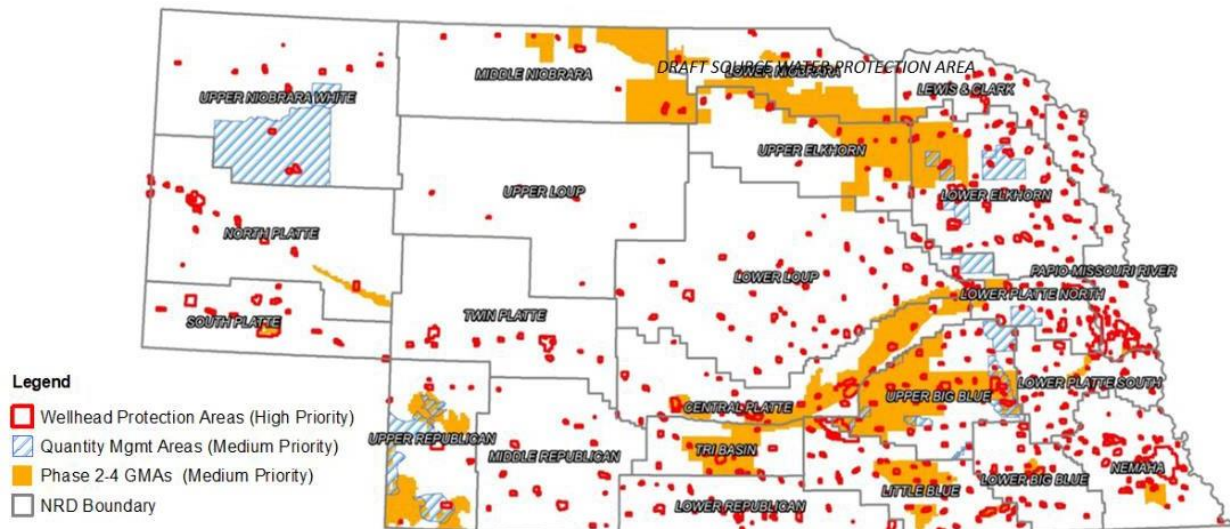 DRAFT SOURCE WATER PROTECTION AREA
MIDDLE NIOBRARA
LOWER NIOBRARA
LEWIS & CLARK
UPPER NIOBRARA WHITE
UPPER ELKHORN
UPPER LOUP
LOWER ELKHORN
NORTH PLATTE
LOWER LOUP
PAPIO-MISSOURI RIVER
LOWER PLATTE NORTH
SOUTH PLATTE
TWIN PLATTE
LOWER PLATTE SOUTH
CENTRAL PLATTE
UPPER BIG BLUE
UPPER REPUBLICAN
MIDDLE REPUBLICAN
TRI BASIN
NEMAHA
LOWER REPUBLICAN
LITTLE BLUE
LOWER BIG BLUE
Legend
Wellhead Protection Areas (High Priority)
Quantity Mgmt Areas (Medium Priority)
Phase 2-4 GMAs (Medium Priority)
NRD Boundary